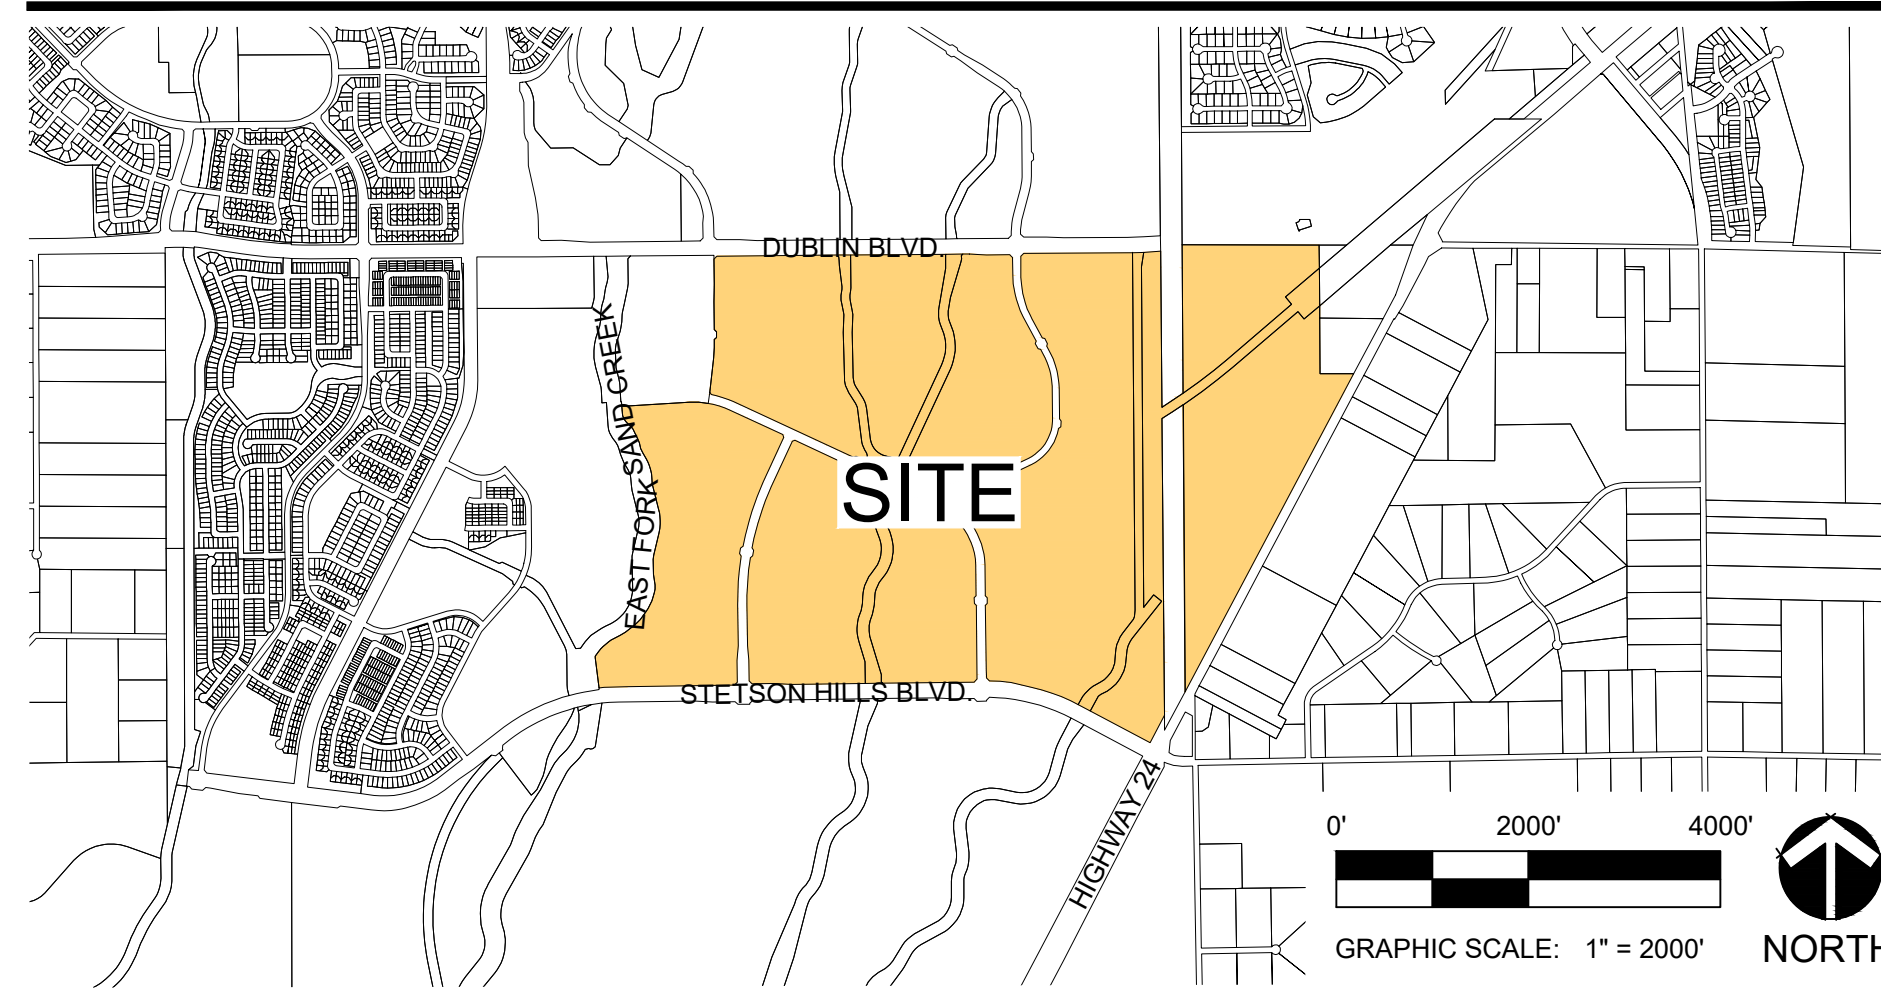 DUBLIN BLVD.
EAST FORK SAND CREEK
SITE
STETSON HILLS BLVD.
HIGHWAY 24
0' 2000' 4000'
GRAPHIC SCALE: 1" = 2000'
NORTH